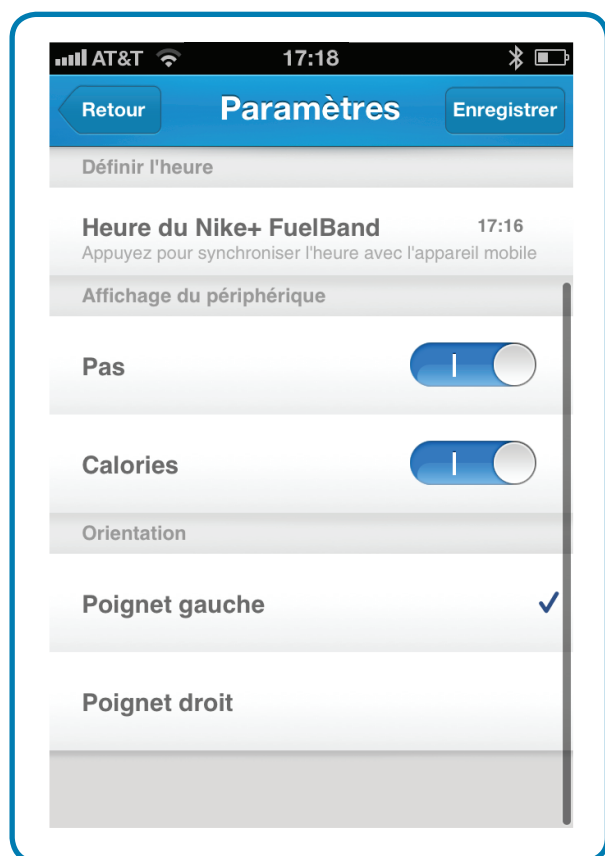 AT&T 17:18
Retour Paramètres Enregistrer
Définir l'heure
Heure du Nike+ FuelBand 17:16
Appuyez pour synchroniser l'heure avec l'appareil mobile
Affichage du périphérique
Pas
Calories
Orientation
Poignet gauche
Poignet droit